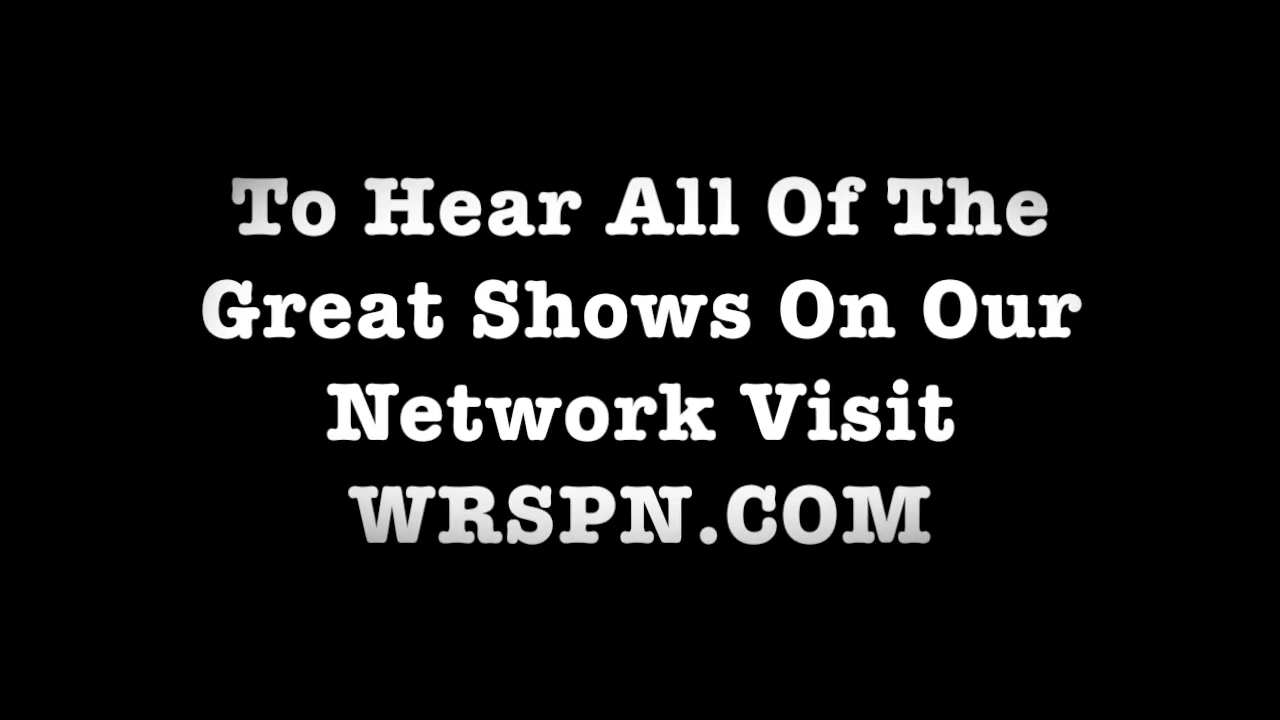 To Hear All Of The
Great Shows On Our
Network Visit
WRSPN.COM